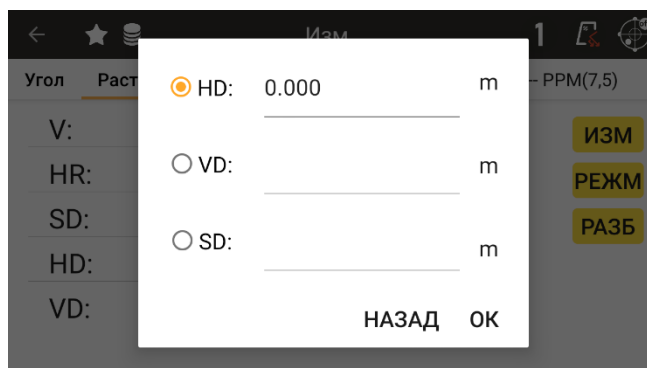 Изм
1
Угол Раст -- PPM(7,5)
HD: 0.000 m
VD: m
SD: m
НАЗАД ОК
V:
HR:
SD:
HD:
VD:
ИЗМ
РЕЖМ
РАЗБ